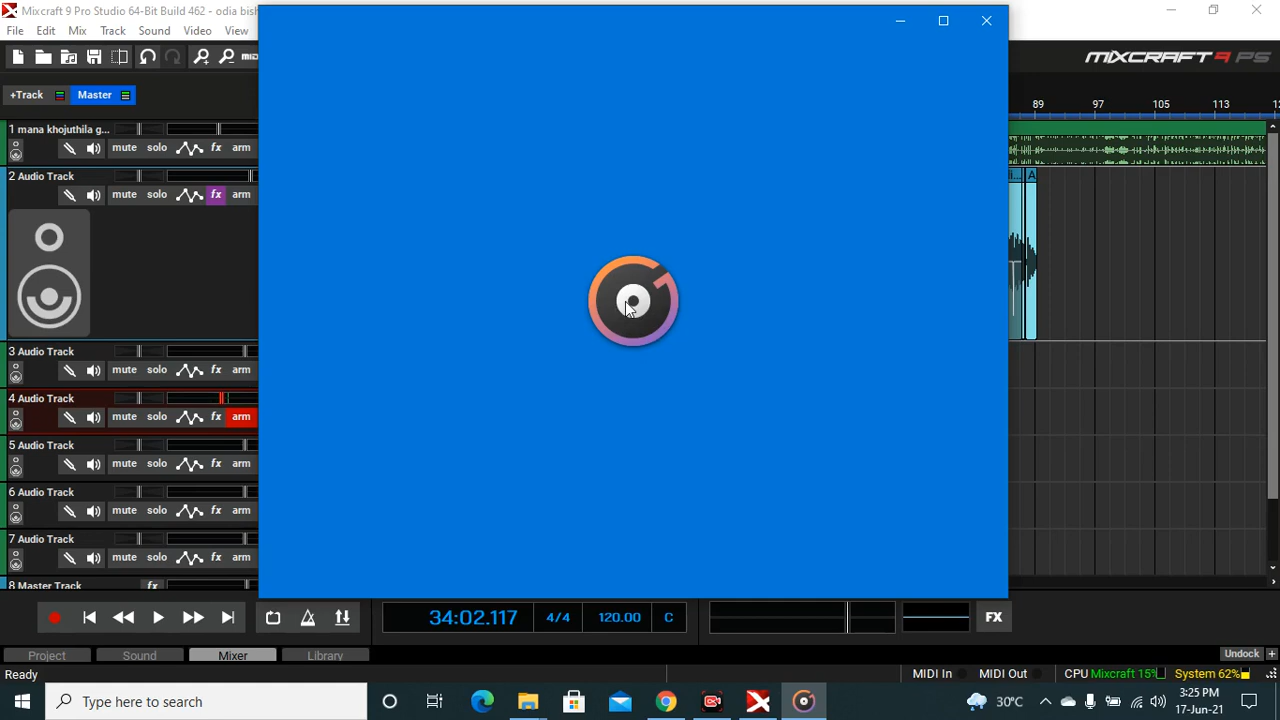 Mixcraft 9 Pro Studio 64-Bit Build 462 - odia bish
File Edit Mix Track Sound Video View
MIXCRAFT 9 PS
+Track Master
89 97 105 113
1 mana khojuthila g...
mute solo fx arm
2 Audio Track
mute solo fx arm
3 Audio Track
mute solo fx arm
4 Audio Track
mute solo fx arm
5 Audio Track
mute solo fx arm
6 Audio Track
mute solo fx arm
7 Audio Track
mute solo fx arm
8 Master Track fx
34:02.117 4/4 120.00 C FX
Project Sound Mixer Library Undock
Ready MIDI In MIDI Out CPU Mixcraft 15% System 62%
Type here to search 30°C 3:25 PM
17-Jun-21